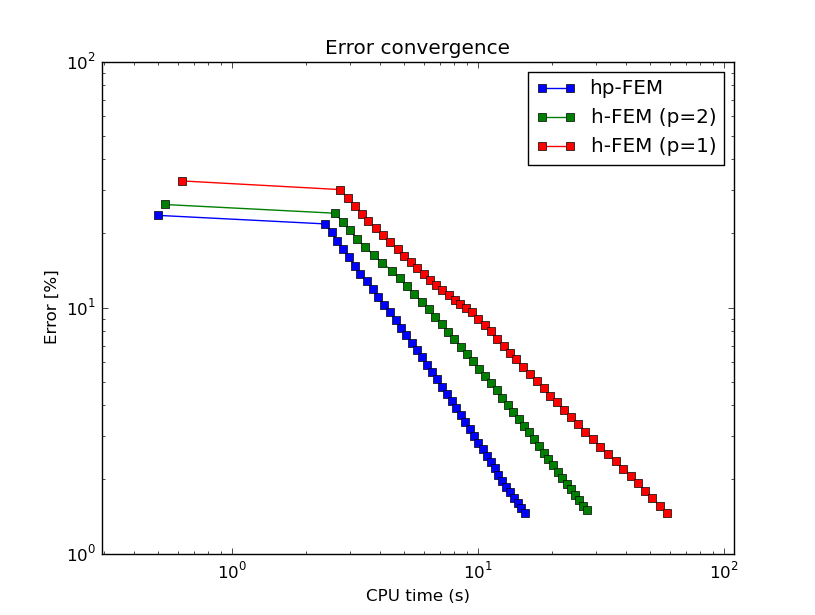 Error convergence
hp-FEM
h-FEM (p=2)
h-FEM (p=1)
10²
10¹
10⁰
Error [%]
10⁰ 10¹ 10²
CPU time (s)